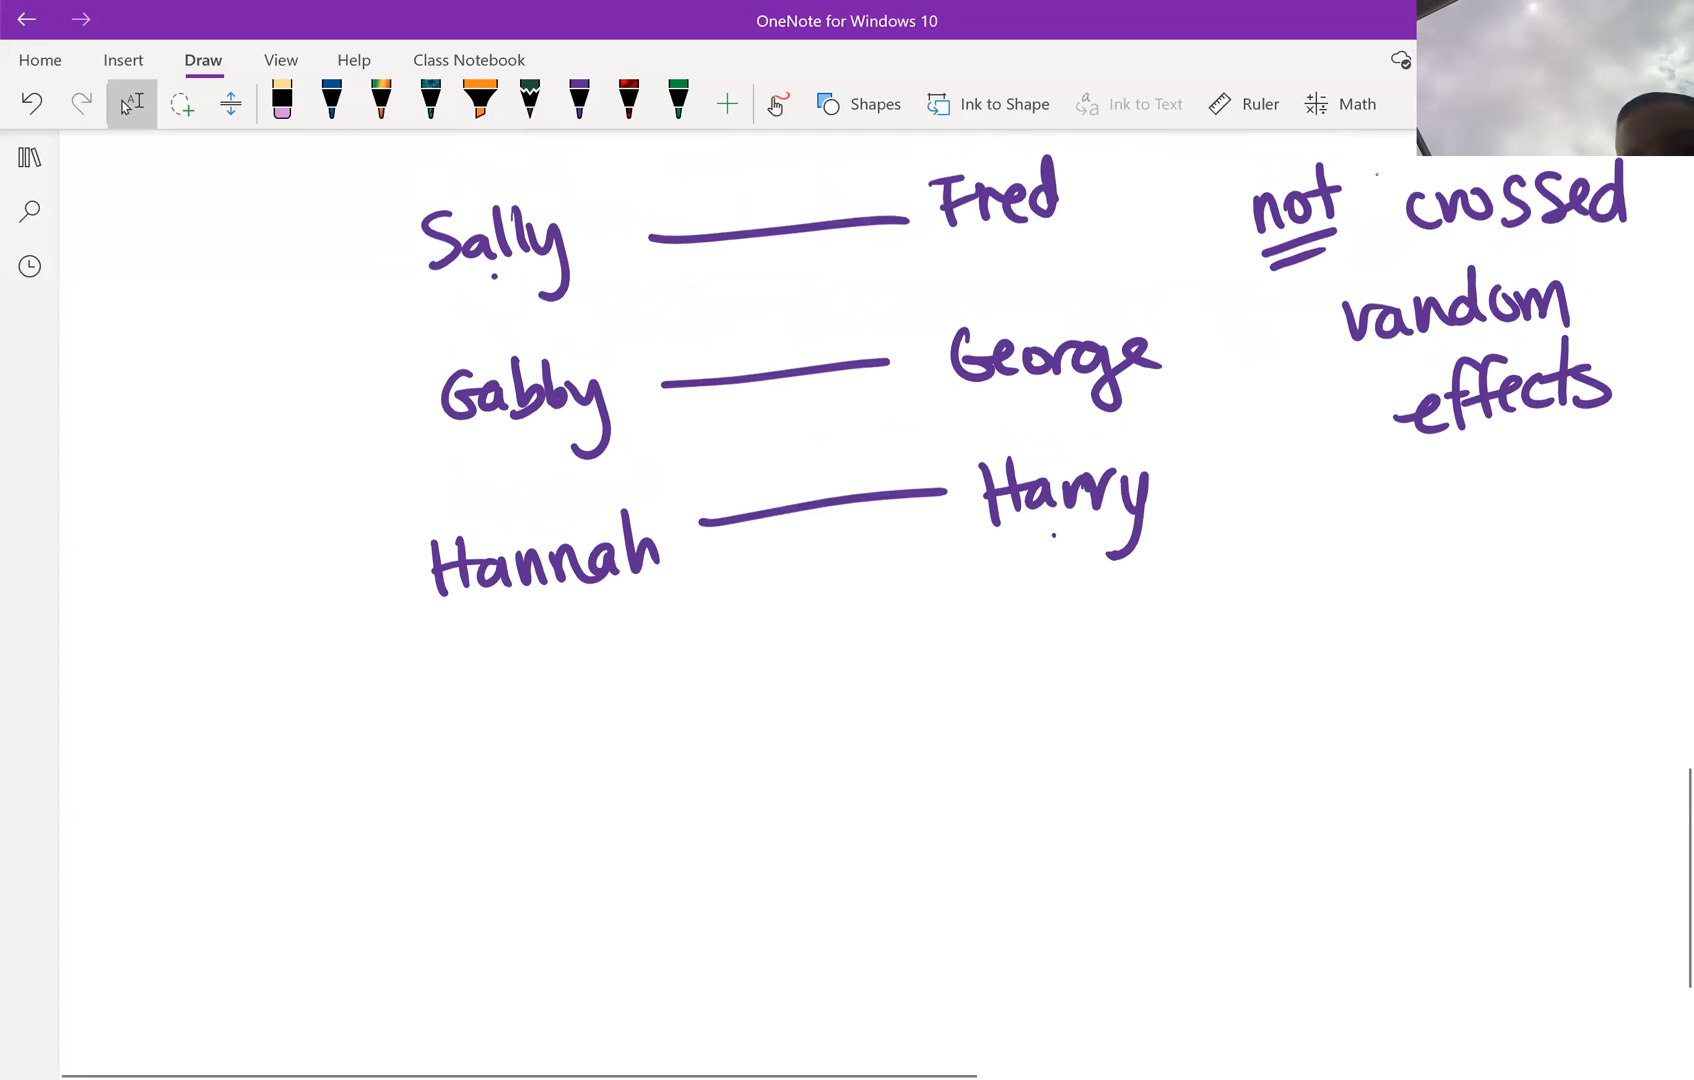 OneNote for Windows 10
Home Insert Draw View Help Class Notebook
Shapes Ink to Shape Ink to Text Ruler Math
Sally Fred
Gabby George
Hannah Harry
not crossed
random
effects